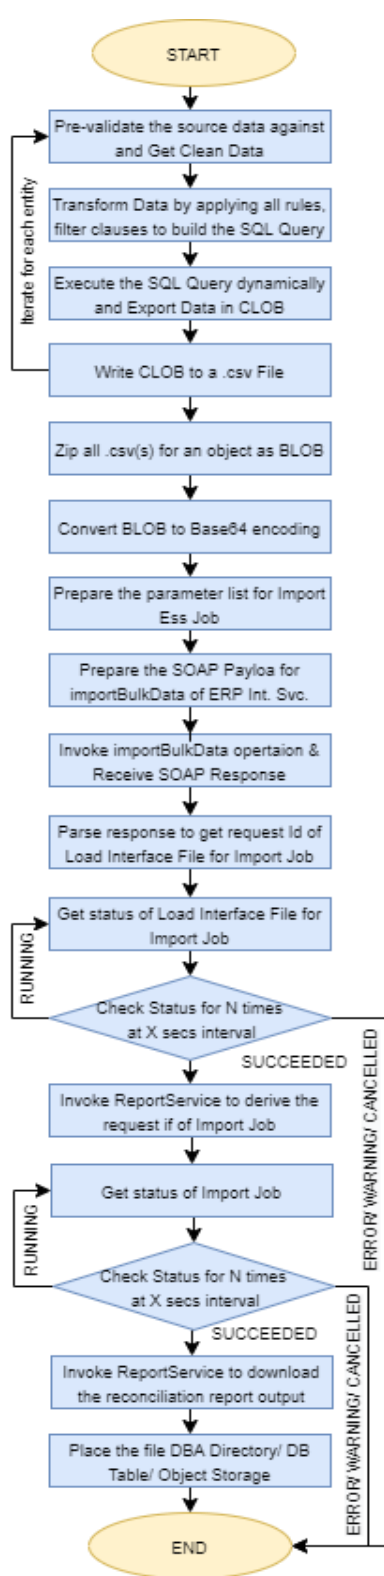 START
Pre-validate the source data against
and Get Clean Data
Iterate for each entity
Transform Data by applying all rules,
filter clauses to build the SQL Query
Execute the SQL Query dynamically
and Export Data in CLOB
Write CLOB to a .csv File
Zip all .csv(s) for an object as BLOB
Convert BLOB to Base64 encoding
Prepare the parameter list for Import
Ess Job
Prepare the SOAP Payloa for
importBulkData of ERP Int. Svc.
Invoke importBulkData opertaion &
Receive SOAP Response
Parse response to get request Id of
Load Interface File for Import Job
Get status of Load Interface File for
Import Job
RUNNING
Check Status for N times
at X secs interval
SUCCEEDED
ERROR/ WARNING/ CANCELLED
Invoke ReportService to derive the
request if of Import Job
Get status of Import Job
RUNNING
Check Status for N times
at X secs interval
SUCCEEDED
ERROR/ WARNING/ CANCELLED
Invoke ReportService to download
the reconciliation report output
Place the file DBA Directory/ DB
Table/ Object Storage
END